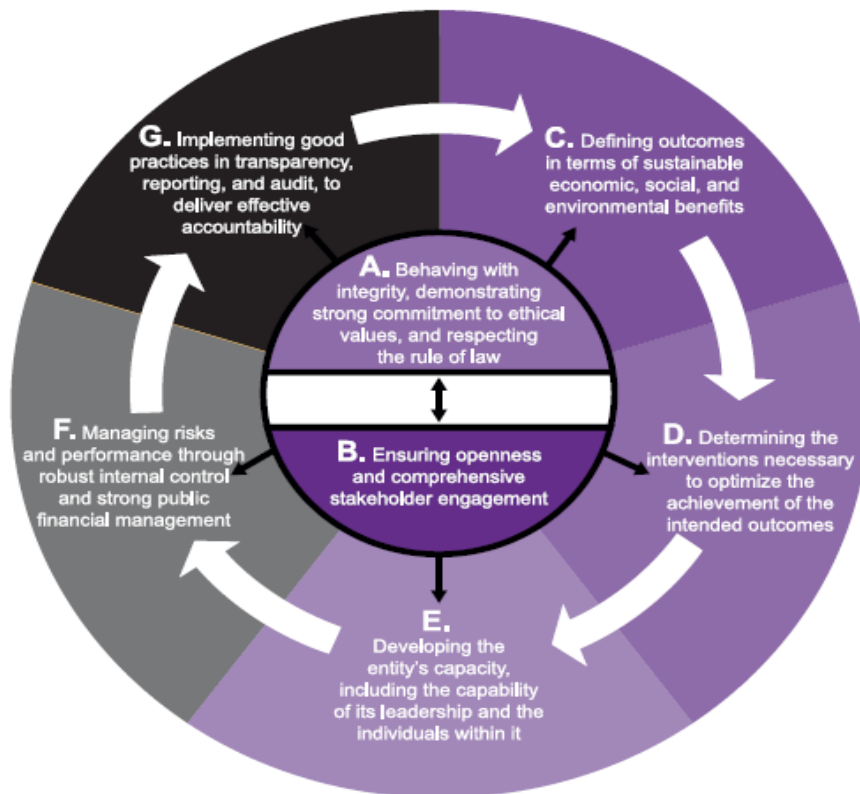 G. Implementing good
practices in transparency,
reporting, and audit, to
deliver effective
accountability
C. Defining outcomes
in terms of sustainable
economic, social, and
environmental benefits
A. Behaving with
integrity, demonstrating
strong commitment to ethical
values, and respecting
the rule of law
B. Ensuring openness
and comprehensive
stakeholder engagement
D. Determining the
interventions necessary
to optimize the
achievement of the
intended outcomes
F. Managing risks
and performance through
robust internal control
and strong public
financial management
E.
Developing the
entity's capacity,
including the capability
of its leadership and the
individuals within it